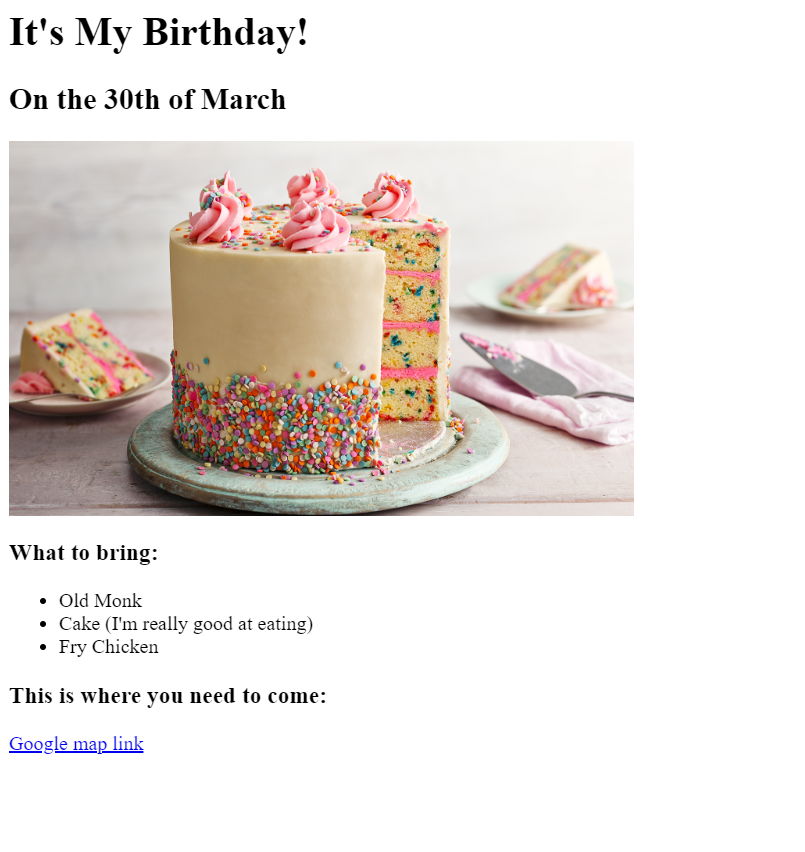 It's My Birthday!
On the 30th of March
What to bring:
Old Monk
Cake (I'm really good at eating)
Fry Chicken
This is where you need to come:
Google map link